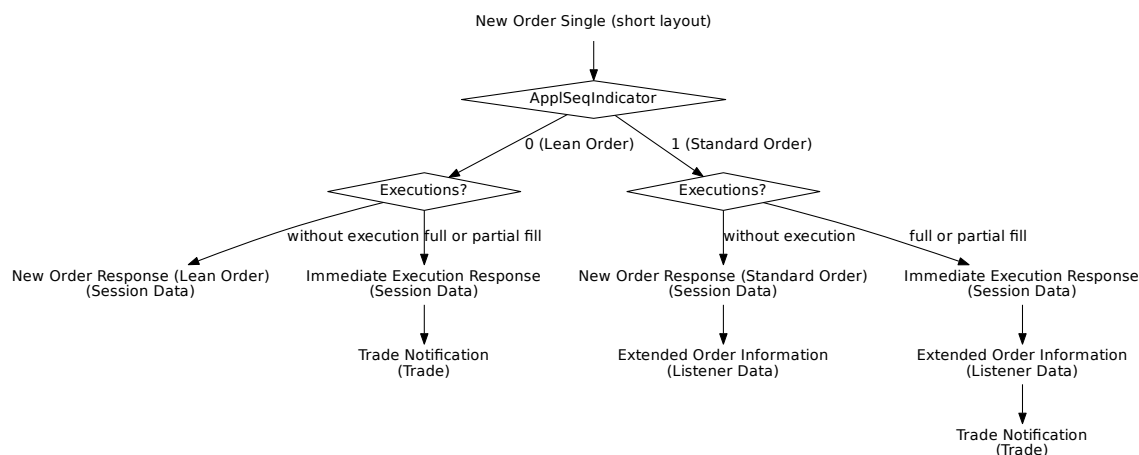 New Order Single (short layout)
ApplSeqIndicator
0 (Lean Order)
1 (Standard Order)
Executions?
Executions?
without execution
full or partial fill
without execution
full or partial fill
New Order Response (Lean Order)
(Session Data)
Immediate Execution Response
(Session Data)
New Order Response (Standard Order)
(Session Data)
Immediate Execution Response
(Session Data)
Trade Notification
(Trade)
Extended Order Information
(Listener Data)
Extended Order Information
(Listener Data)
Trade Notification
(Trade)